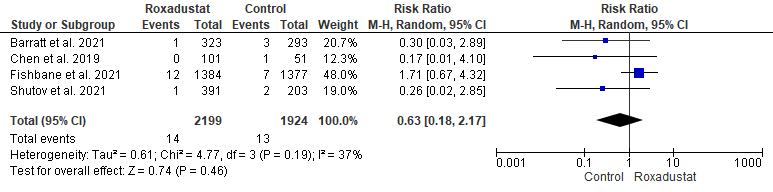 Roxadustat Control Risk Ratio Risk Ratio
Study or Subgroup Events Total Events Total Weight M-H, Random, 95% CI M-H, Random, 95% CI
Barratt et al. 2021 1 323 3 293 20.7% 0.30 [0.03, 2.89]
Chen et al. 2019 0 101 1 51 12.3% 0.17 [0.01, 4.10]
Fishbane et al. 2021 12 1384 7 1377 48.0% 1.71 [0.67, 4.32]
Shutov et al. 2021 1 391 2 203 19.0% 0.26 [0.02, 2.85]
Total (95% CI) 2199 1924 100.0% 0.63 [0.18, 2.17]
Total events 14 13
Heterogeneity: Tau² = 0.61; Chi² = 4.77, df = 3 (P = 0.19); I² = 37%
Test for overall effect: Z = 0.74 (P = 0.46)
0.001 0.1 1 10 1000
Control Roxadustat